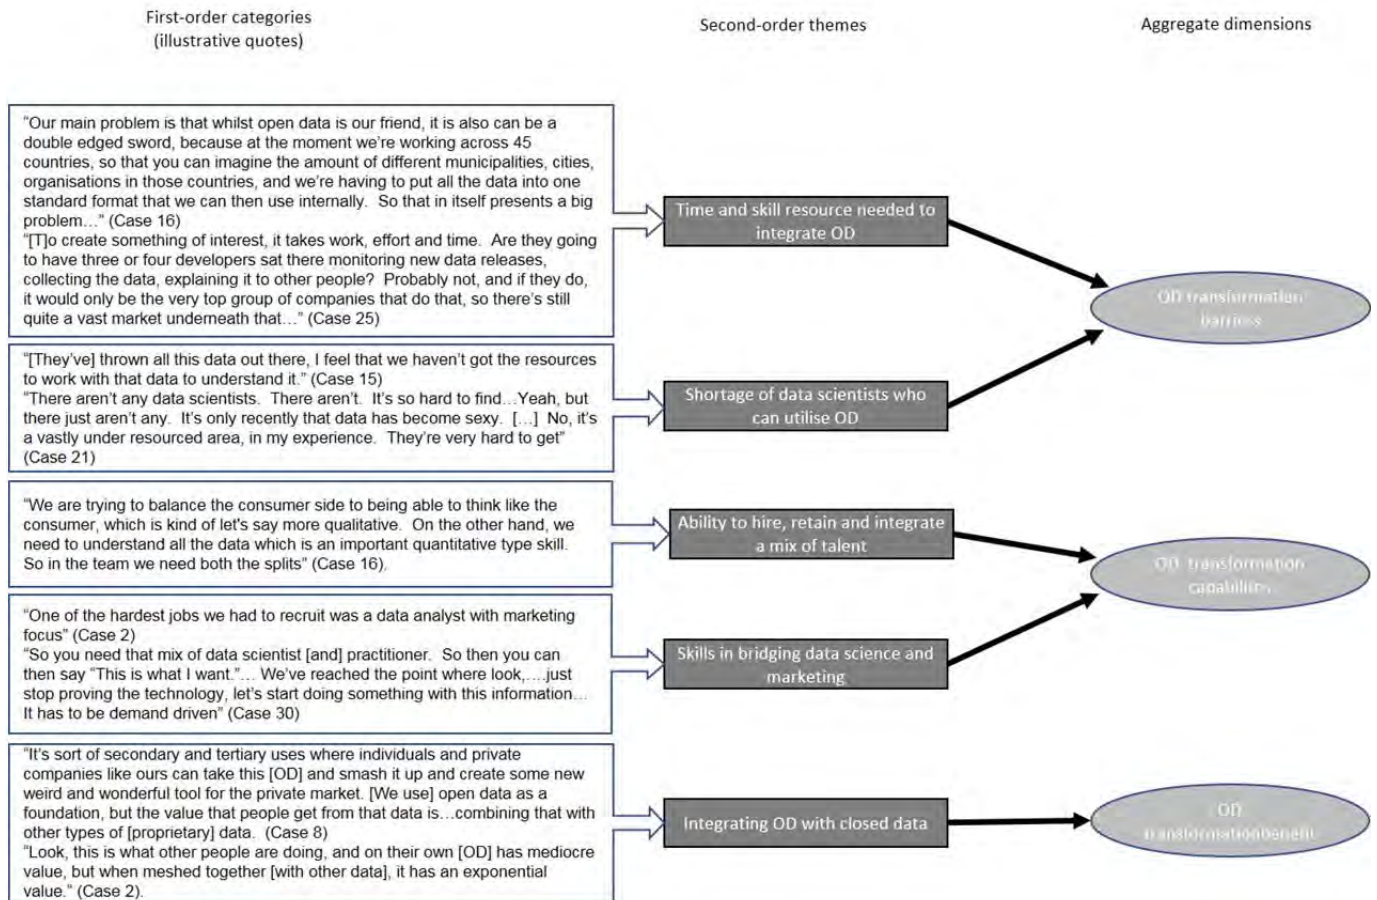 First-order categories
(illustrative quotes)
Second-order themes
Aggregate dimensions
“Our main problem is that whilst open data is our friend, it is also can be a
double edged sword, because at the moment we’re working across 45
countries, so that you can imagine the amount of different municipalities, cities,
organisations in those countries, and we’re having to put all the data into one
standard format that we can then use internally.  So that in itself presents a big
problem…” (Case 16)
“[T]o create something of interest, it takes work, effort and time.  Are they going
to have three or four developers sat there monitoring new data releases,
collecting the data, explaining it to other people?  Probably not, and if they do,
it would only be the very top group of companies that do that, so there’s still
quite a vast market underneath that…” (Case 25)
Time and skill resource needed to
integrate OD
OD transformation
barriers
“[They’ve] thrown all this data out there, I feel that we haven’t got the resources
to work with that data to understand it.” (Case 15)
“There aren’t any data scientists.  There aren’t.  It’s so hard to find…Yeah, but
there just aren’t any.  It’s only recently that data has become sexy.  […]  No, it’s
a vastly under resourced area, in my experience.  They’re very hard to get”
(Case 21)
Shortage of data scientists who
can utilise OD
“We are trying to balance the consumer side to being able to think like the
consumer, which is kind of let's say more qualitative.  On the other hand, we
need to understand all the data which is an important quantitative type skill.
So in the team we need both the splits” (Case 16).
Ability to hire, retain and integrate
a mix of talent
OD  transformation
capabilities
“One of the hardest jobs we had to recruit was a data analyst with marketing
focus” (Case 2)
“So you need that mix of data scientist [and] practitioner.  So then you can
then say “This is what I want.”… We’ve reached the point where look,….just
stop proving the technology, let’s start doing something with this information…
It has to be demand driven” (Case 30)
Skills in bridging data science and
marketing
“It’s sort of secondary and tertiary uses where individuals and private
companies like ours can take this [OD] and smash it up and create some new
weird and wonderful tool for the private market. [We use] open data as a
foundation, but the value that people get from that data is…combining that with
other types of [proprietary] data.  (Case 8)
“Look, this is what other people are doing, and on their own [OD] has mediocre
value, but when meshed together [with other data], it has an exponential
value.” (Case 2).
Integrating OD with closed data
OD
transformationbenefit